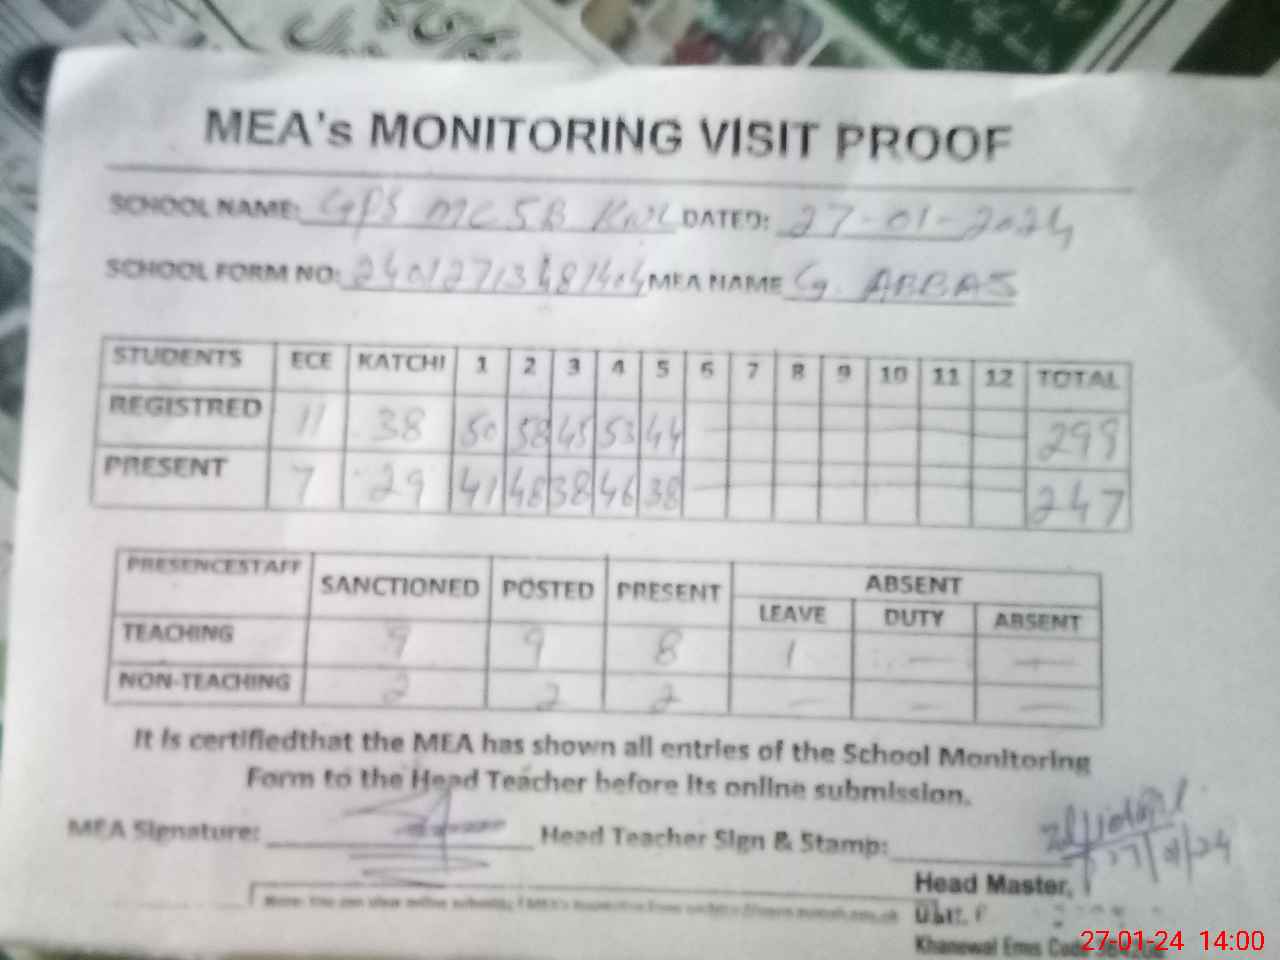 MEA's MONITORING VISIT PROOF
SCHOOL NAME: GPS MC 5B KWL DATED: 27-01-2024
SCHOOL FORM NO: 24012713481404 MEA NAME G. ABBAS
STUDENTS ECE KATCHI 1 2 3 4 5 6 7 8 9 10 11 12 TOTAL
REGISTRED 11 38 50 58 45 53 44 299
PRESENT 7 29 41 48 38 46 38 247
PRESENCESTAFF SANCTIONED POSTED PRESENT ABSENT
LEAVE DUTY ABSENT
TEACHING 9 9 8 1 — —
NON-TEACHING 2 2 2 — — —
It is certifiedthat the MEA has shown all entries of the School Monitoring
Form to the Head Teacher before its online submission.
MEA Signature: Head Teacher Sign & Stamp:
27/01/24
Head Master,
Khanewal Emis Code
27-01-24 14:00